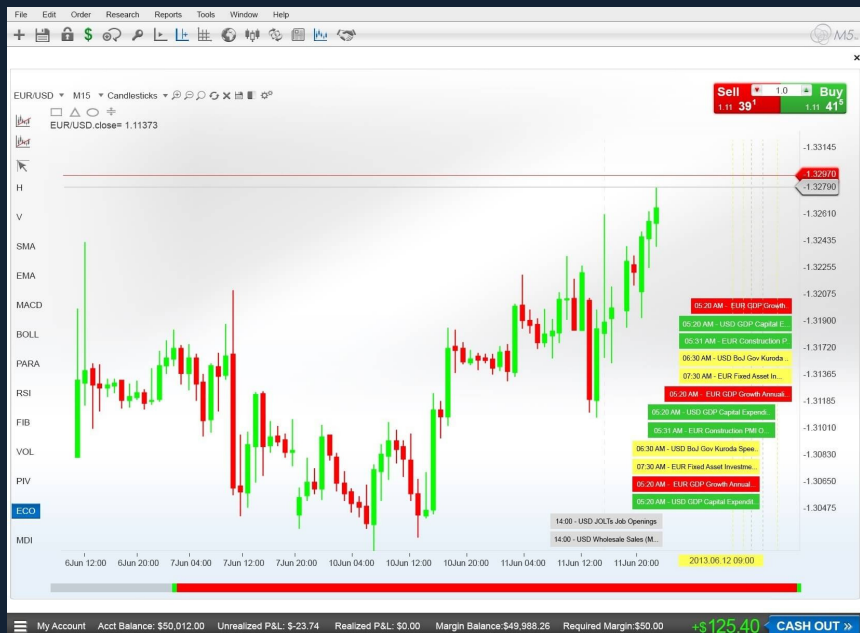 File Edit Order Research Reports Tools Window Help
M5
EUR/USD M15 Candlesticks
Sell 1.0 Buy
1.11 39¹ 1.11 41⁵
EUR/USD.close= 1.11373
H
V
SMA
EMA
MACD
BOLL
PARA
RSI
FIB
VOL
PIV
ECO
MDI
-1.33145
-1.32970
-1.32790
-1.32610
-1.32435
-1.32255
-1.32075
-1.31900
-1.31720
-1.31365
-1.31185
-1.31010
-1.30830
-1.30650
-1.30475
05:20 AM - EUR GDP Growth
05:20 AM - USD GDP Capital E...
05:31 AM - EUR Construction P
06:30 AM - USD BoJ Gov Kuroda ..
07:30 AM - EUR Fixed Asset In...
05:20 AM - EUR GDP Growth Annuali...
05:20 AM - USD GDP Capital Expendi...
05:31 AM - EUR Construction PMI O...
06:30 AM - USD BoJ Gov Kuroda Spee..
07:30 AM - EUR Fixed Asset Investme...
05:20 AM - EUR GDP Growth Annual...
05:20 AM - USD GDP Capital Expendit...
14:00 - USD JOLTs Job Openings
14:00 - USD Wholesale Sales (M...
6Jun 12:00 6Jun 20:00 7Jun 04:00 7Jun 12:00 7Jun 20:00 10Jun 04:00 10Jun 12:00 10Jun 20:00 11Jun 04:00 11Jun 12:00 11Jun 20:00 2013.06.12 09:00
My Account Acct Balance: $50,012.00 Unrealized P&L: $-23.74 Realized P&L: $0.00 Margin Balance:$49,988.26 Required Margin:$50.00 +$125.40 CASH OUT »